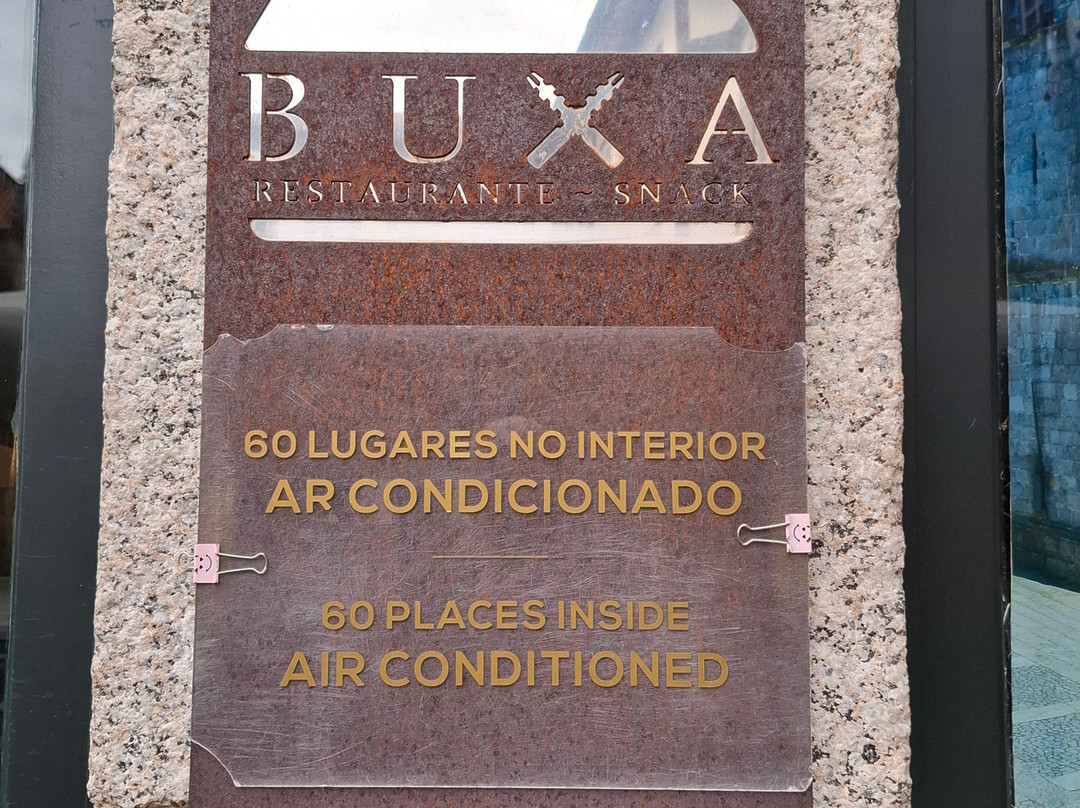 BUXA
RESTAURANTE ~ SNACK
60 LUGARES NO INTERIOR
AR CONDICIONADO
60 PLACES INSIDE
AIR CONDITIONED